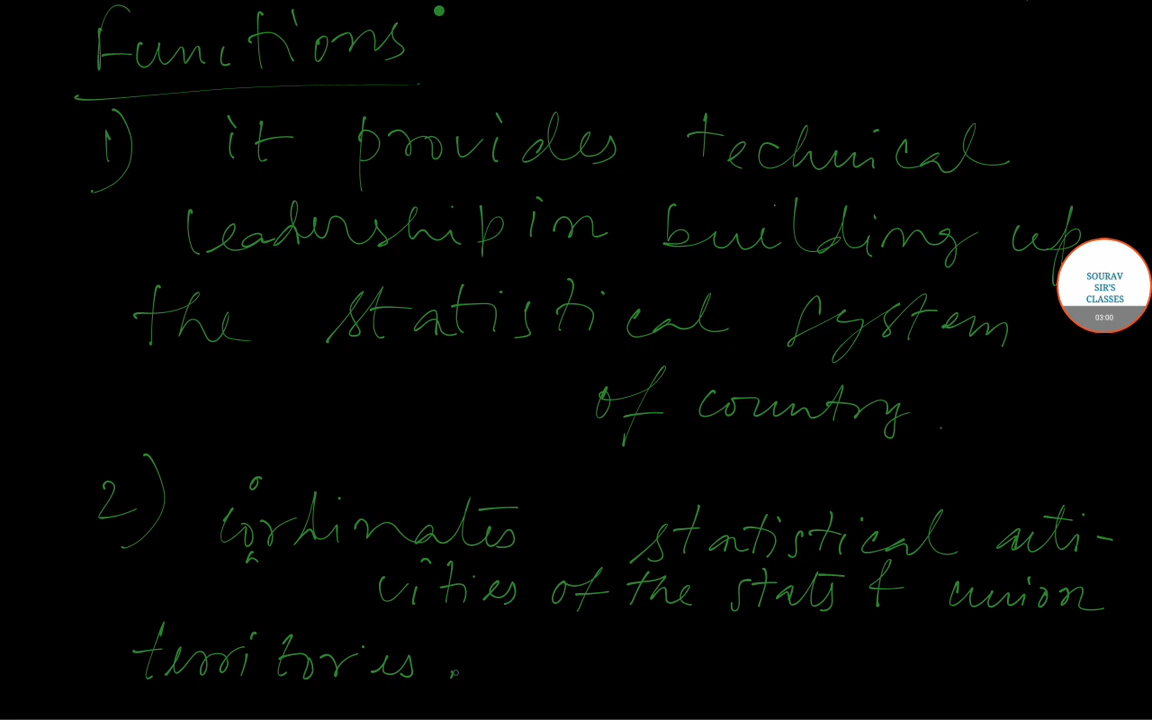 Functions
1) it provides technical
leadership in building up
the statistical system
of country.
2) coordinates statistical acti-
vities of the stats & union
territories.
SOURAV
SIR'S
CLASSES
03:00